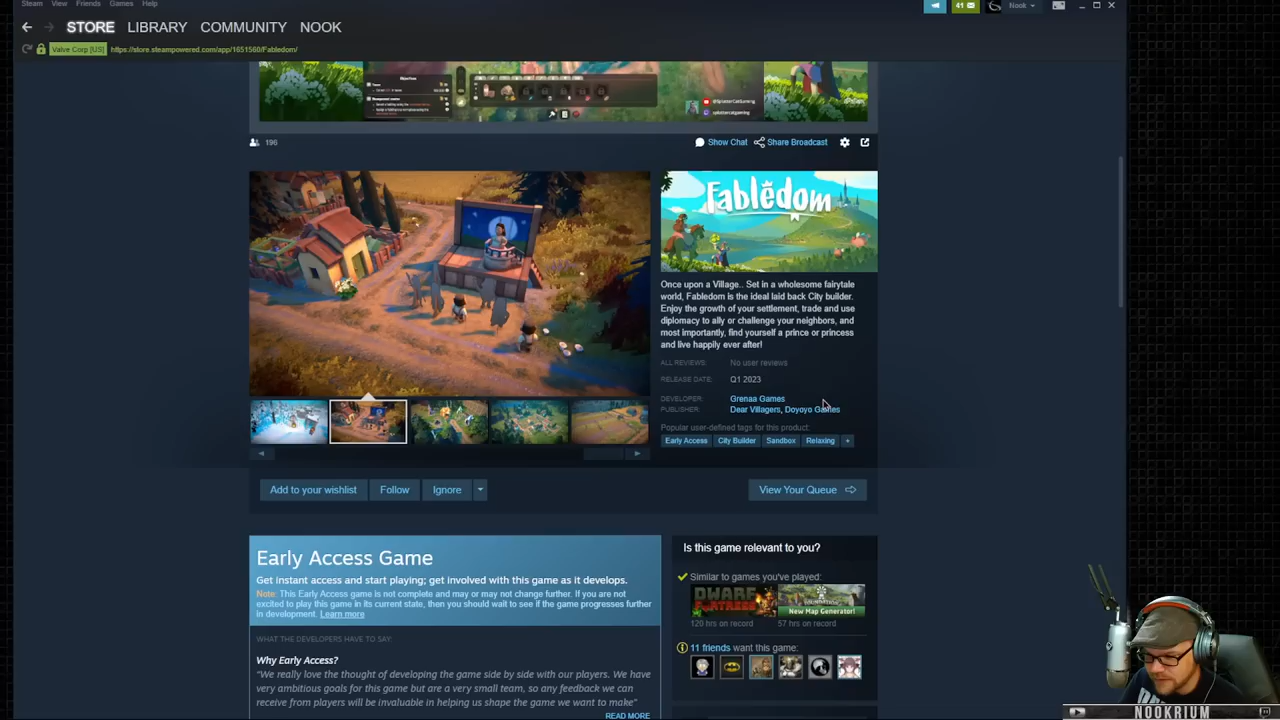 Steam View Friends Games Help
41
Nook
STORE LIBRARY COMMUNITY NOOK
Valve Corp [US] https://store.steampowered.com/app/1651560/Fabledom/
@SplatterCatGaming
splattercatgaming
196
Show Chat Share Broadcast
Fabledom
Once upon a Village.. Set in a wholesome fairytale
world, Fabledom is the ideal laid back City builder.
Enjoy the growth of your settlement, trade and use
diplomacy to ally or challenge your neighbors, and
most importantly, find yourself a prince or princess
and live happily ever after!
ALL REVIEWS: No user reviews
RELEASE DATE: Q1 2023
DEVELOPER: Grenaa Games
PUBLISHER: Dear Villagers, Doyoyo Games
Popular user-defined tags for this product:
Early Access City Builder Sandbox Relaxing +
Add to your wishlist Follow Ignore View Your Queue
Early Access Game
Get instant access and start playing; get involved with this game as it develops.
Note: This Early Access game is not complete and may or may not change further. If you are not
excited to play this game in its current state, then you should wait to see if the game progresses further
in development. Learn more
WHAT THE DEVELOPERS HAVE TO SAY:
Why Early Access?
"We really love the thought of developing the game side by side with our players. We have
very ambitious goals for this game but are a very small team, so any feedback we can
receive from players will be invaluable in helping us shape the game we want to make"
READ MORE
Is this game relevant to you?
Similar to games you've played:
DWARF
FORTRESS
New Map Generator!
120 hrs on record 57 hrs on record
11 friends want this game:
NOOKRIUM